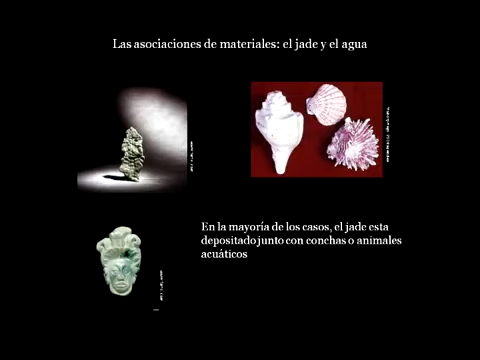 Las asociaciones de materiales: el jade y el agua
En la mayoría de los casos, el jade esta
depositado junto con conchas o animales
acuáticos